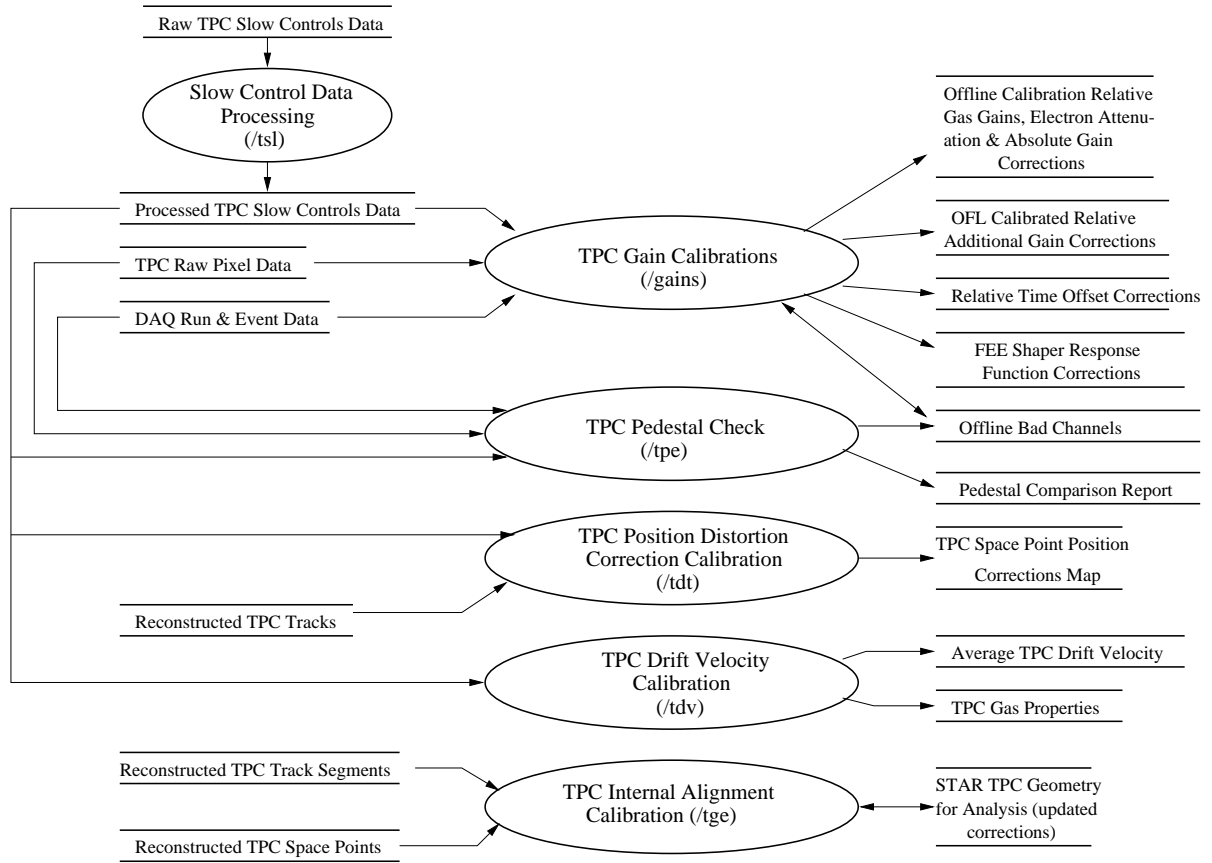 Raw TPC Slow Controls Data
Slow Control Data
Processing
(/tsl)
Processed TPC Slow Controls Data
TPC Raw Pixel Data
DAQ Run & Event Data
TPC Gain Calibrations
(/gains)
Offline Calibration Relative
Gas Gains, Electron Attenu-
ation & Absolute Gain
Corrections
OFL Calibrated Relative
Additional Gain Corrections
Relative Time Offset Corrections
FEE Shaper Response
Function Corrections
TPC Pedestal Check
(/tpe)
Offline Bad Channels
Pedestal Comparison Report
TPC Position Distortion
Correction Calibration
(/tdt)
TPC Space Point Position
Corrections Map
Reconstructed TPC Tracks
TPC Drift Velocity
Calibration
(/tdv)
Average TPC Drift Velocity
TPC Gas Properties
Reconstructed TPC Track Segments
Reconstructed TPC Space Points
TPC Internal Alignment
Calibration (/tge)
STAR TPC Geometry
for Analysis (updated
corrections)